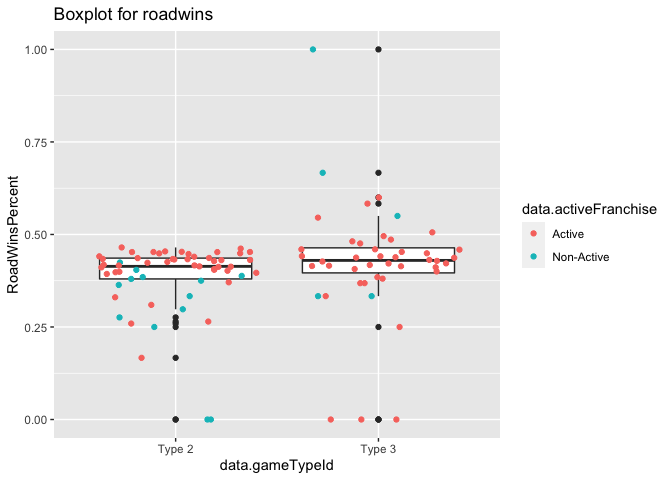 Boxplot for roadwins
RoadWinsPercent
1.00
0.75
0.50
0.25
0.00
Type 2
Type 3
data.gameTypeId
data.activeFranchise
Active
Non-Active